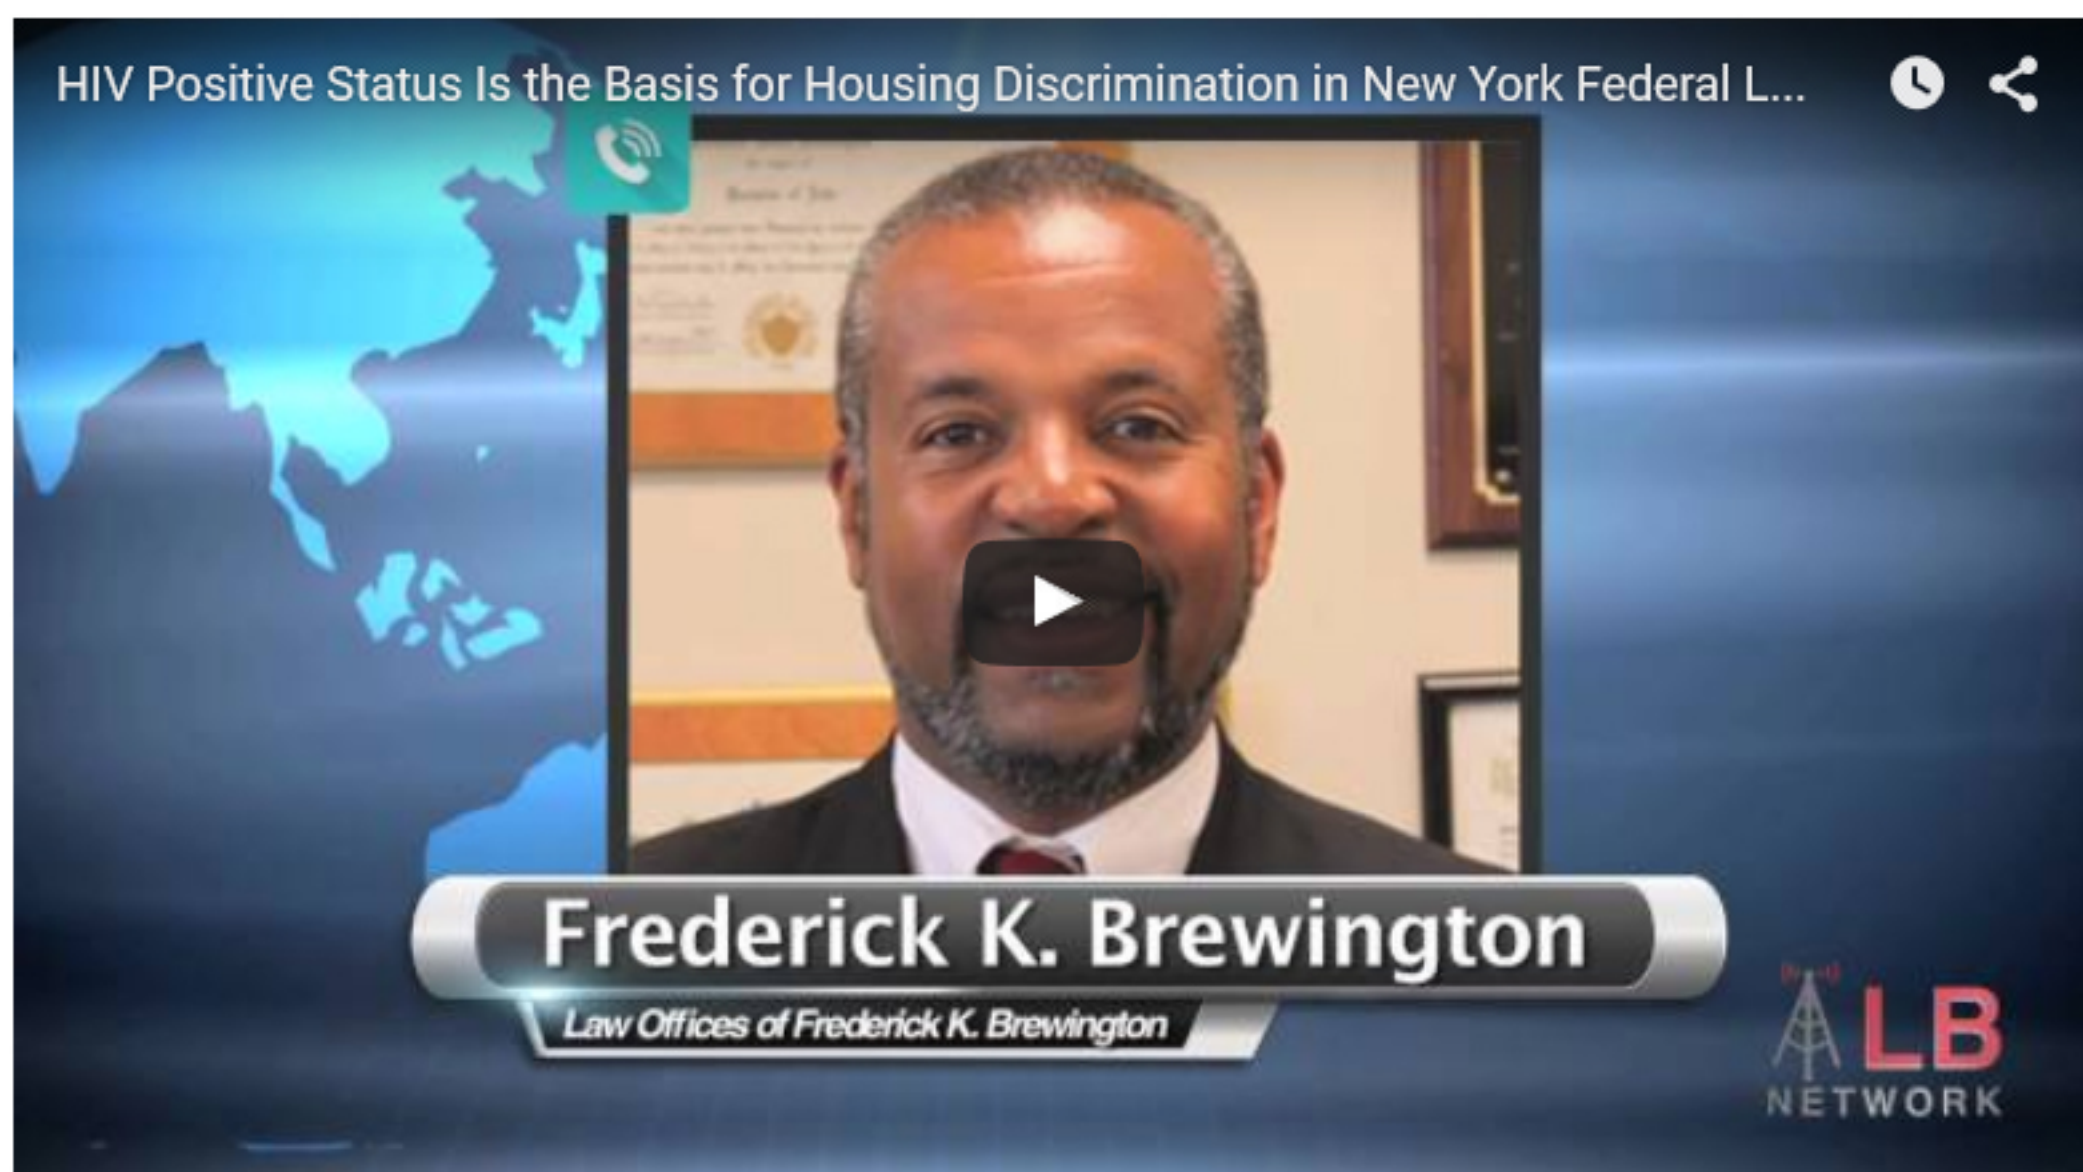 HIV Positive Status Is the Basis for Housing Discrimination in New York Federal L...
Frederick K. Brewington
Law Offices of Frederick K. Brewington
LB
NETWORK